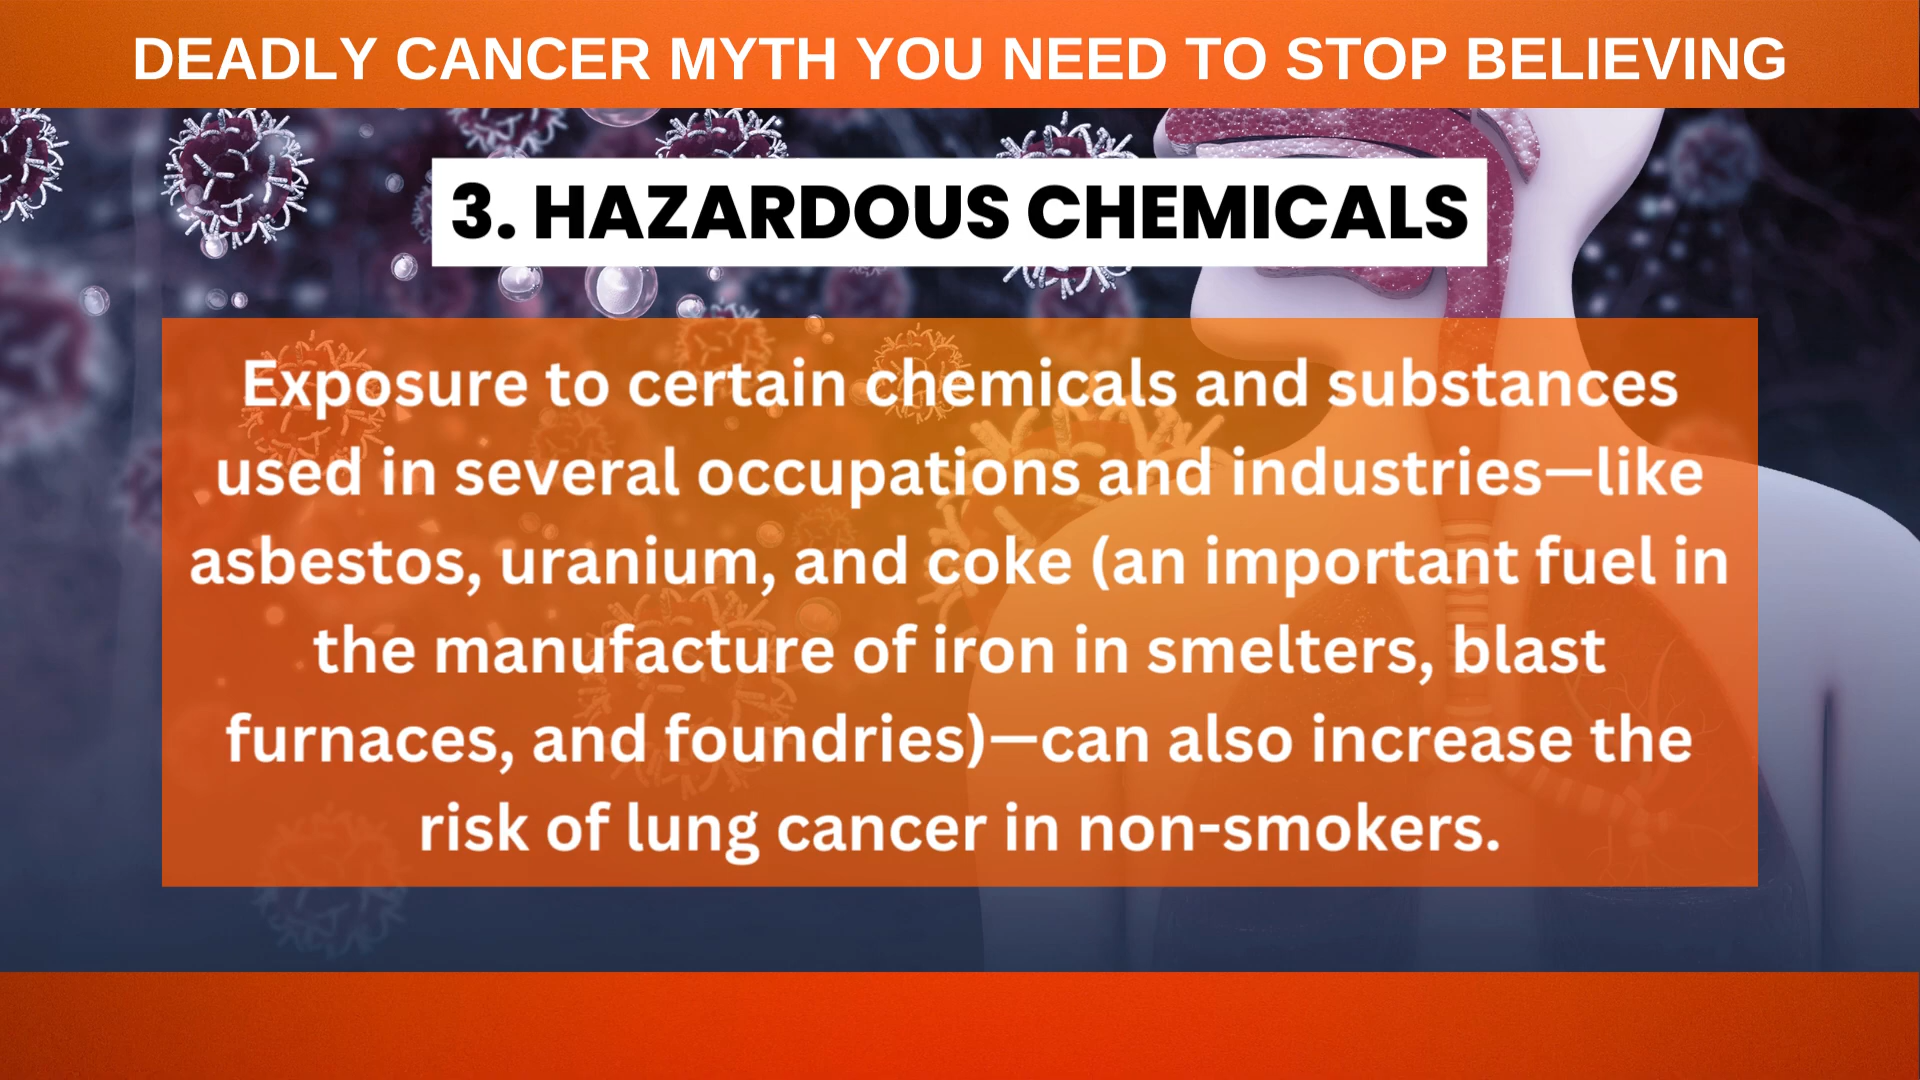 DEADLY CANCER MYTH YOU NEED TO STOP BELIEVING
3. HAZARDOUS CHEMICALS
Exposure to certain chemicals and substances
used in several occupations and industries—like
asbestos, uranium, and coke (an important fuel in
the manufacture of iron in smelters, blast
furnaces, and foundries)—can also increase the
risk of lung cancer in non-smokers.